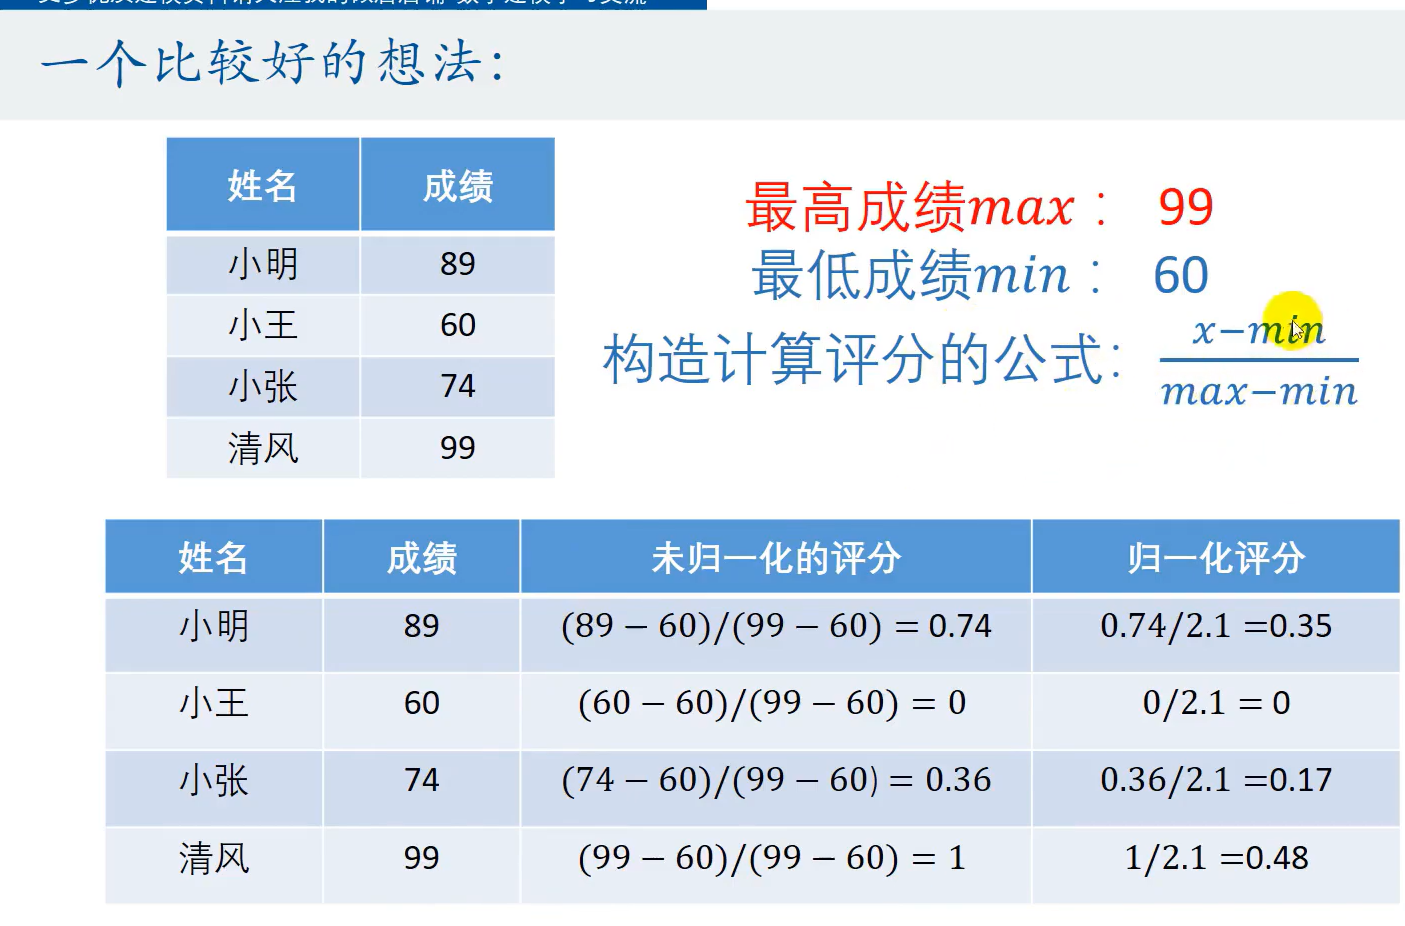 一个比较好的想法：
姓名 成绩
小明 89
小王 60
小张 74
清风 99
最高成绩max： 99
最低成绩min： 60
构造计算评分的公式： x−min
max−min
姓名 成绩 未归一化的评分 归一化评分
小明 89 (89 − 60)/(99 − 60) = 0.74 0.74/2.1 =0.35
小王 60 (60 − 60)/(99 − 60) = 0 0/2.1 = 0
小张 74 (74 − 60)/(99 − 60) = 0.36 0.36/2.1 =0.17
清风 99 (99 − 60)/(99 − 60) = 1 1/2.1 =0.48